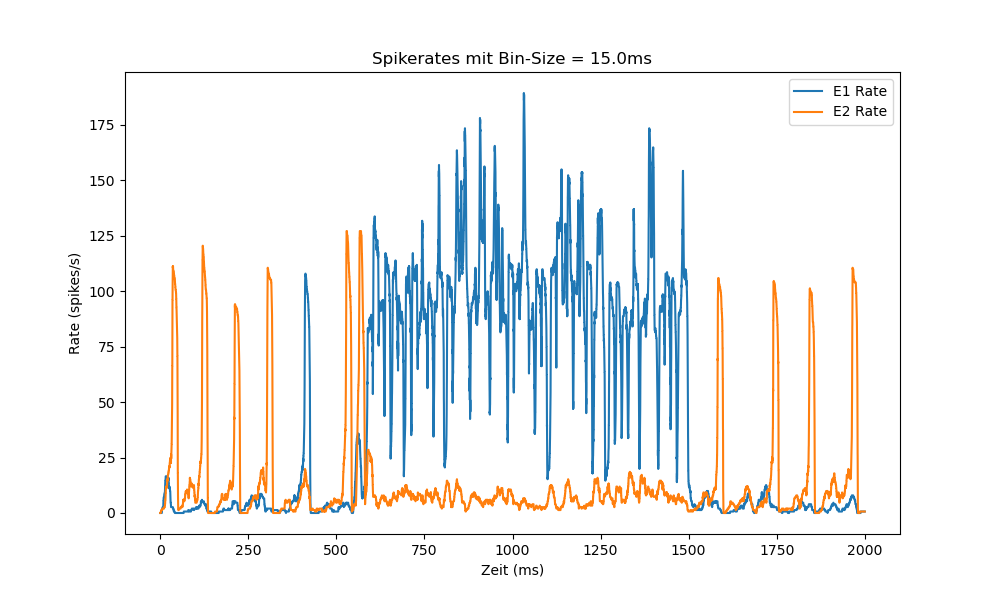 Spikerates mit Bin-Size = 15.0ms
E1 Rate
E2 Rate
Rate (spikes/s)
175
150
125
100
75
50
25
0
0 250 500 750 1000 1250 1500 1750 2000
Zeit (ms)